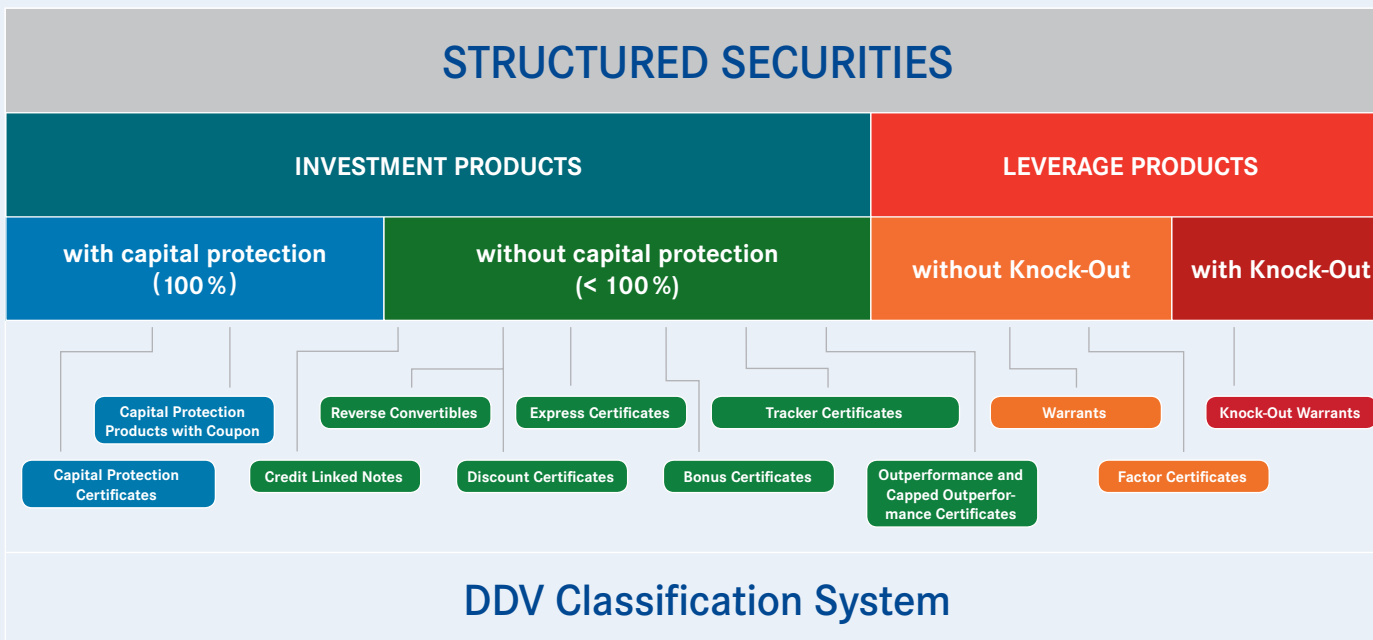 STRUCTURED SECURITIES
INVESTMENT PRODUCTS
LEVERAGE PRODUCTS
with capital protection
(100 %)
without capital protection
(< 100 %)
without Knock-Out
with Knock-Out
Capital Protection
Products with Coupon
Reverse Convertibles
Express Certificates
Tracker Certificates
Warrants
Knock-Out Warrants
Capital Protection
Certificates
Credit Linked Notes
Discount Certificates
Bonus Certificates
Outperformance and
Capped Outperfor-
mance Certificates
Factor Certificates
DDV Classification System